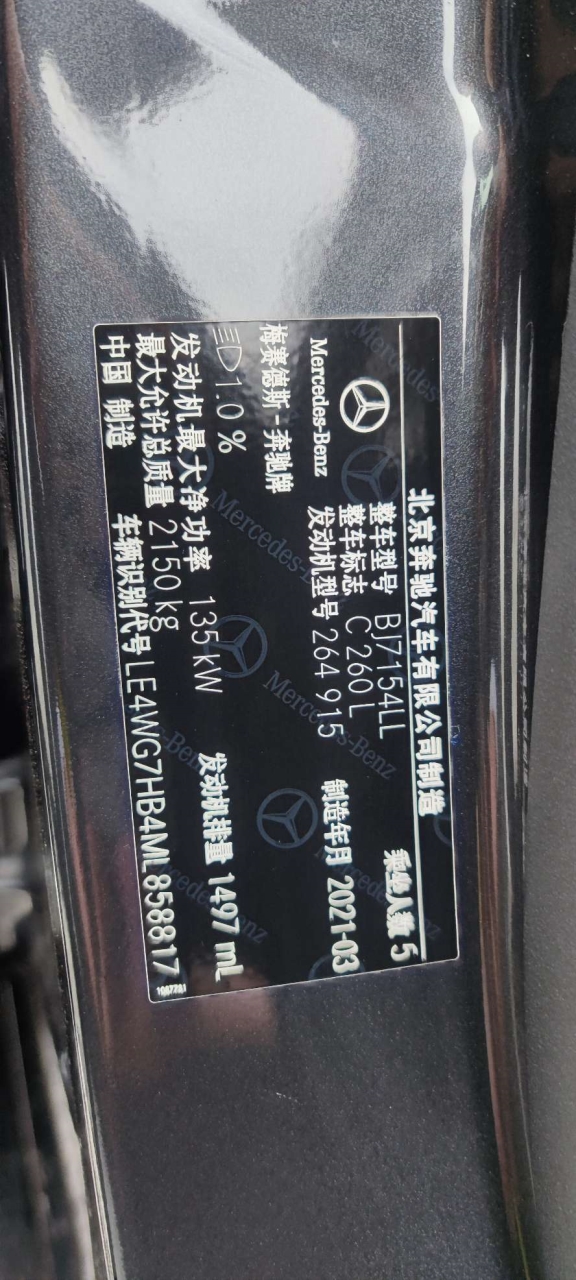 北京奔驰汽车有限公司制造
整车型号 BJ7154LL 乘坐人数 5
整车标志 C 260 L
Mercedes-Benz 发动机型号 264 915 制造年月 2021-03
梅赛德斯-奔驰牌
1.0 %
发动机最大净功率 135 kW 发动机排量 1497 mL
最大允许总质量 2150 kg
中国 制造 车辆识别代号 LE4WG7HB4ML858817
Mercedes-Benz
Mercedes-Benz